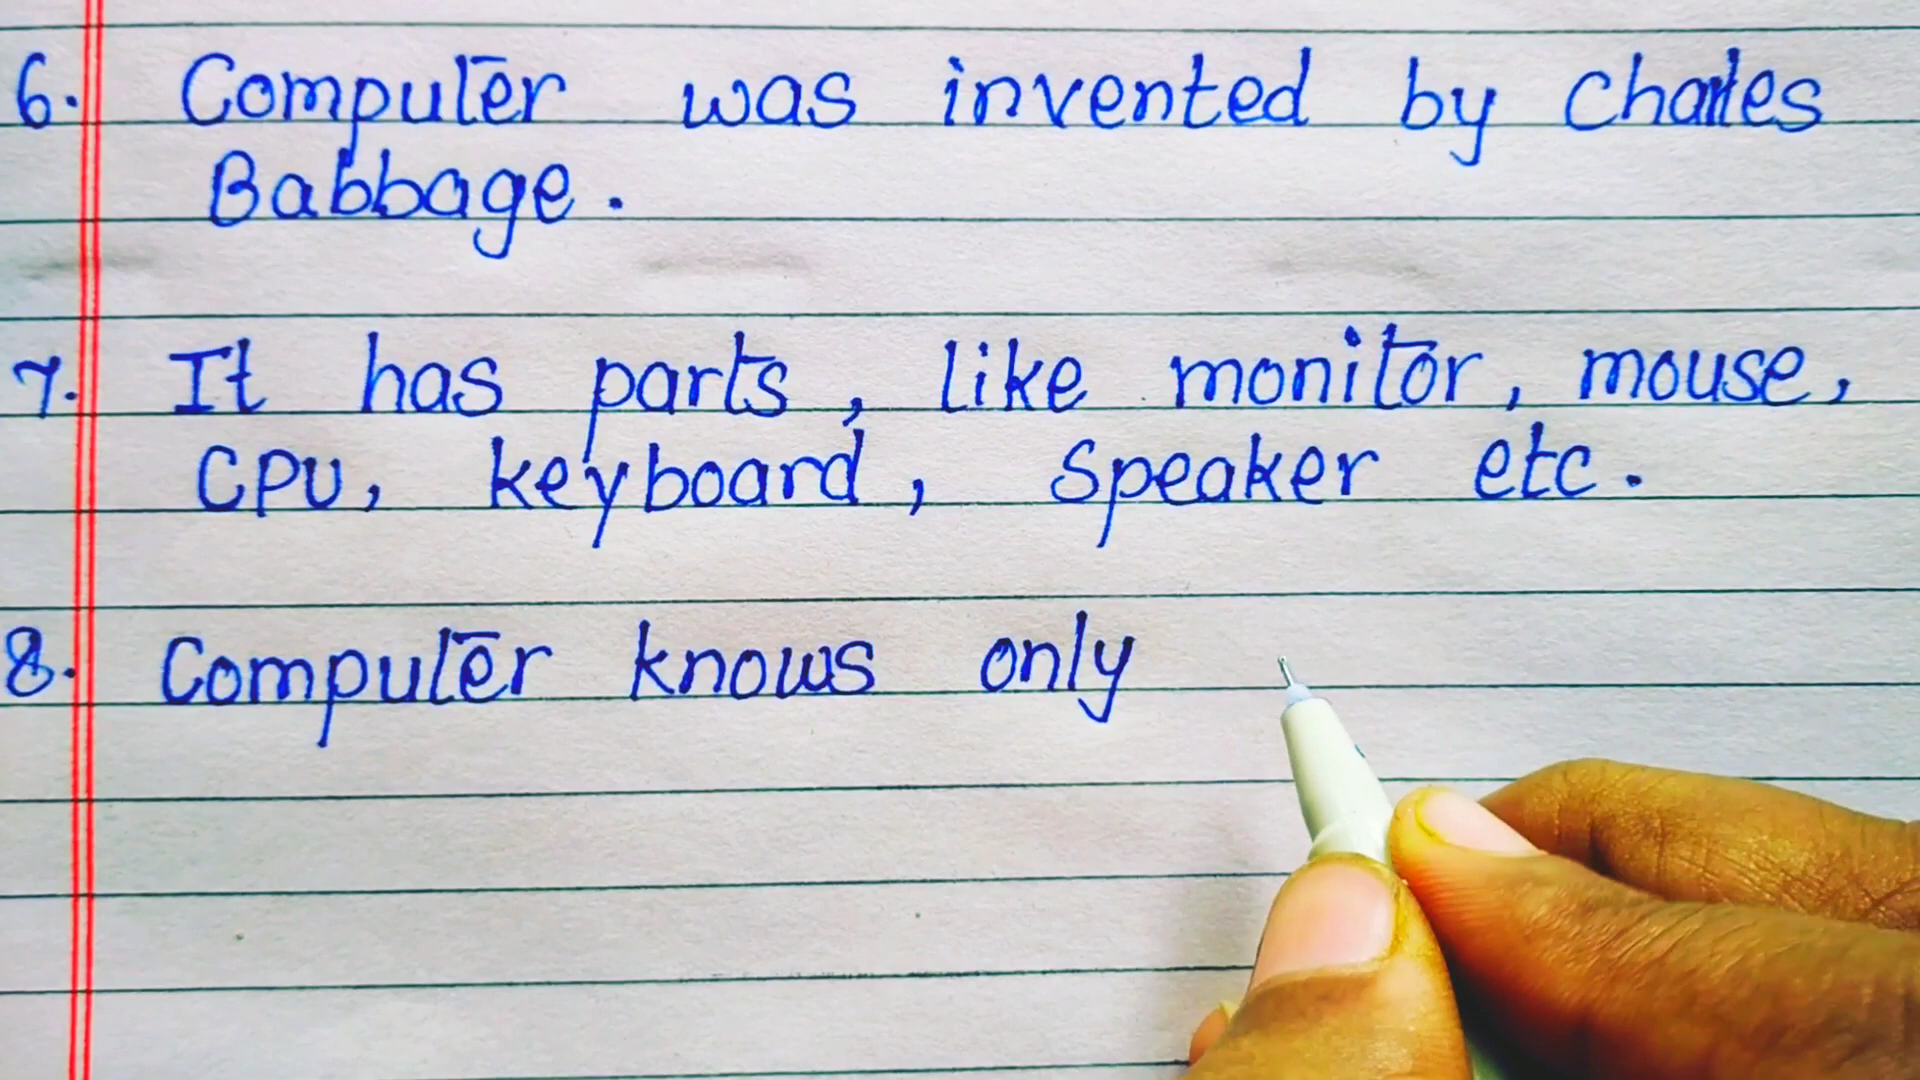 6. Computer was invented by Charles
Babbage.
7. It has parts, like monitor, mouse,
CPU, keyboard, Speaker etc.
8. Computer knows only